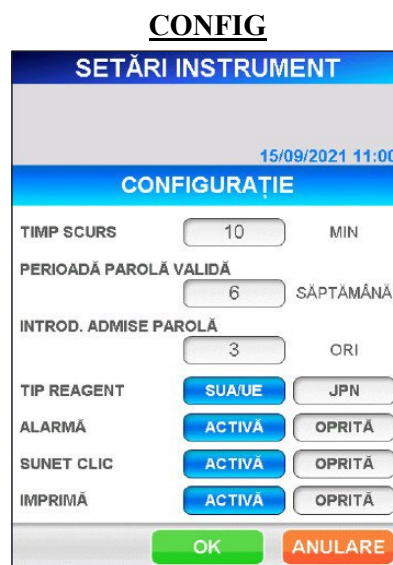 CONFIG
SETĂRI INSTRUMENT
15/09/2021 11:00
CONFIGURAȚIE
TIMP SCURS 10 MIN
PERIOADĂ PAROLĂ VALIDĂ
6 SĂPTĂMÂNĂ
INTROD. ADMISE PAROLĂ
3 ORI
TIP REAGENT SUA/UE JPN
ALARMĂ ACTIVĂ OPRITĂ
SUNET CLIC ACTIVĂ OPRITĂ
IMPRIMĂ ACTIVĂ OPRITĂ
OK ANULARE